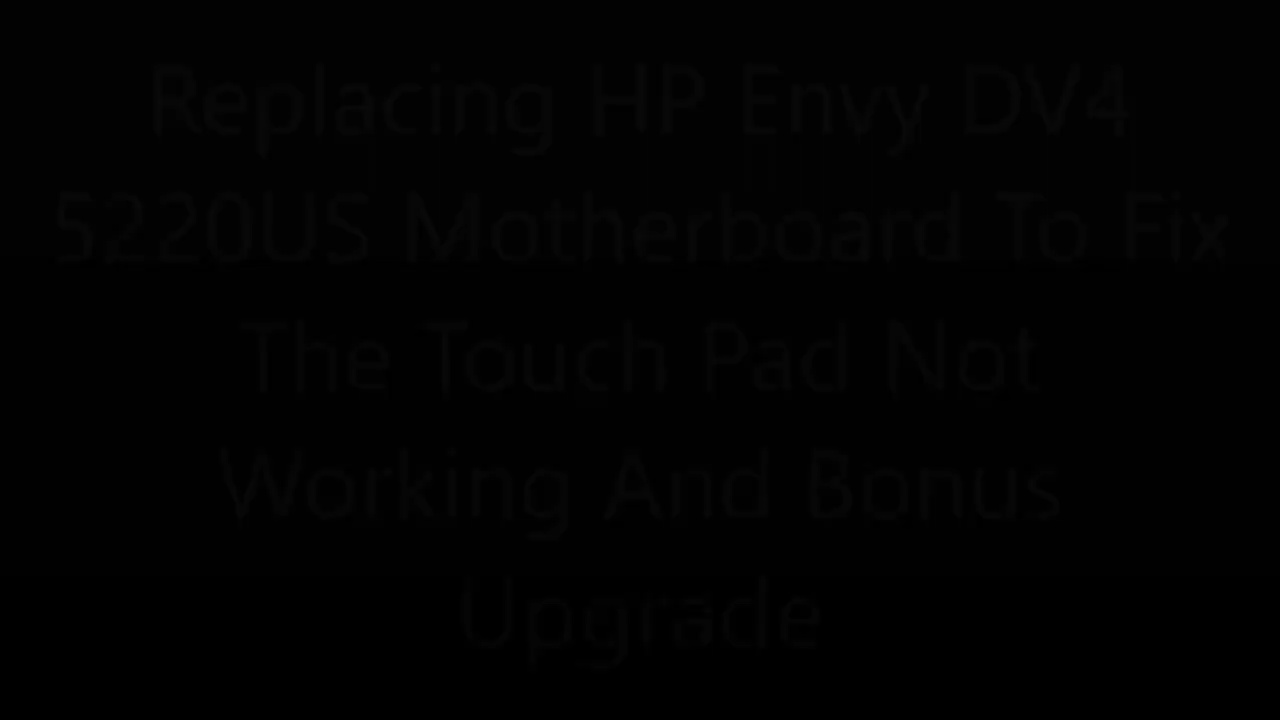 Replacing HP Envy DV4
5220US Motherboard To Fix
The Touch Pad Not
Working And Bonus
Upgrade